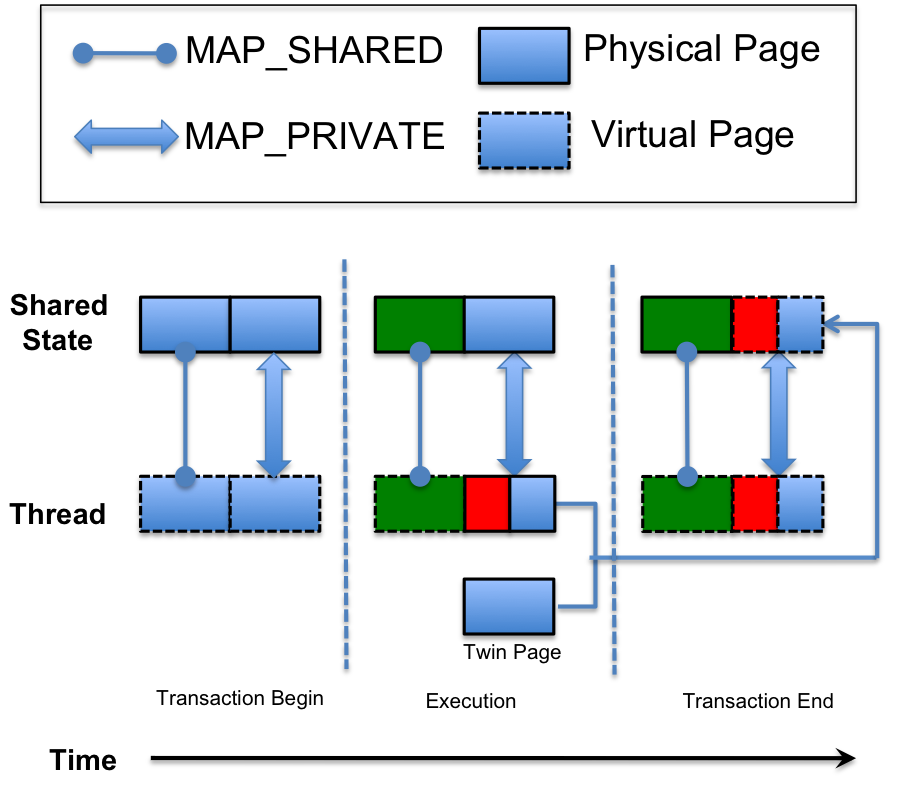 MAP_SHARED
Physical Page
MAP_PRIVATE
Virtual Page
Shared
State
Thread
Twin Page
Transaction Begin
Execution
Transaction End
Time